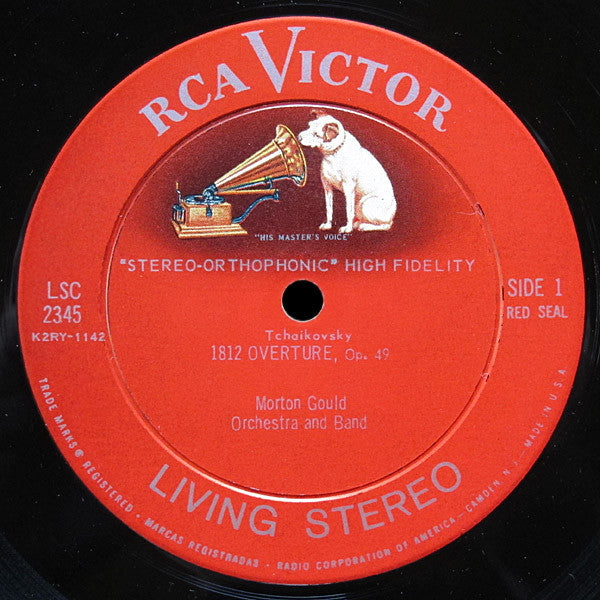 RCA VICTOR
"HIS MASTER'S VOICE"
"STEREO-ORTHOPHONIC" HIGH FIDELITY
LSC
2345
K2RY-1142
SIDE 1
RED SEAL
Tchaikovsky
1812 OVERTURE, Op. 49
Morton Gould
Orchestra and Band
LIVING STEREO
TRADE MARKS ® REGISTERED · MARCAS REGISTRADAS · RADIO CORPORATION OF AMERICA—CAMDEN, N. J. MADE IN U.S.A.